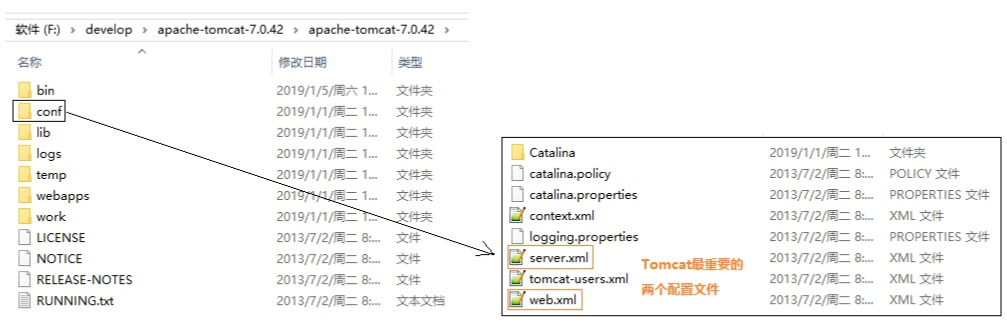 软件 (F:) > develop > apache-tomcat-7.0.42 > apache-tomcat-7.0.42 >
名称 修改日期 类型
bin 2019/1/5/周六 1... 文件夹
conf 2019/1/1/周二 1... 文件夹
lib 2019/1/1/周二 1... 文件夹
logs 2019/1/1/周二 1... 文件夹
temp 2019/1/1/周二 1... 文件夹
webapps 2019/1/1/周二 1... 文件夹
work 2019/1/1/周二 1... 文件夹
LICENSE 2013/7/2/周二 8:... 文件
NOTICE 2013/7/2/周二 8:... 文件
RELEASE-NOTES 2013/7/2/周二 8:... 文件
RUNNING.txt 2013/7/2/周二 8:... 文本文档
Catalina 2019/1/1/周二 1... 文件夹
catalina.policy 2013/7/2/周二 8:... POLICY 文件
catalina.properties 2013/7/2/周二 8:... PROPERTIES 文件
context.xml 2013/7/2/周二 8:... XML 文件
logging.properties 2013/7/2/周二 8:... PROPERTIES 文件
server.xml 2013/7/2/周二 8:... XML 文件
tomcat-users.xml 2013/7/2/周二 8:... XML 文件
web.xml 2013/7/2/周二 8:... XML 文件
Tomcat最重要的
两个配置文件